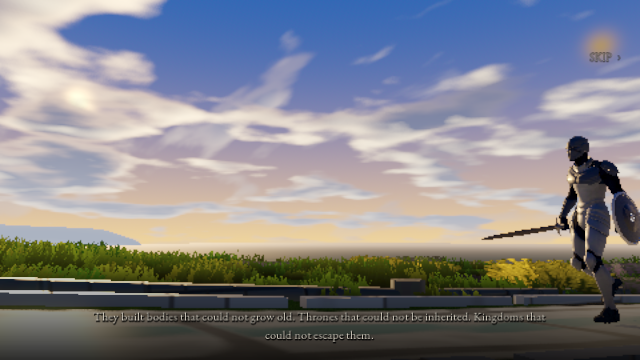 SKIP ›
They built bodies that could not grow old. Thrones that could not be inherited. Kingdoms that
could not escape them.